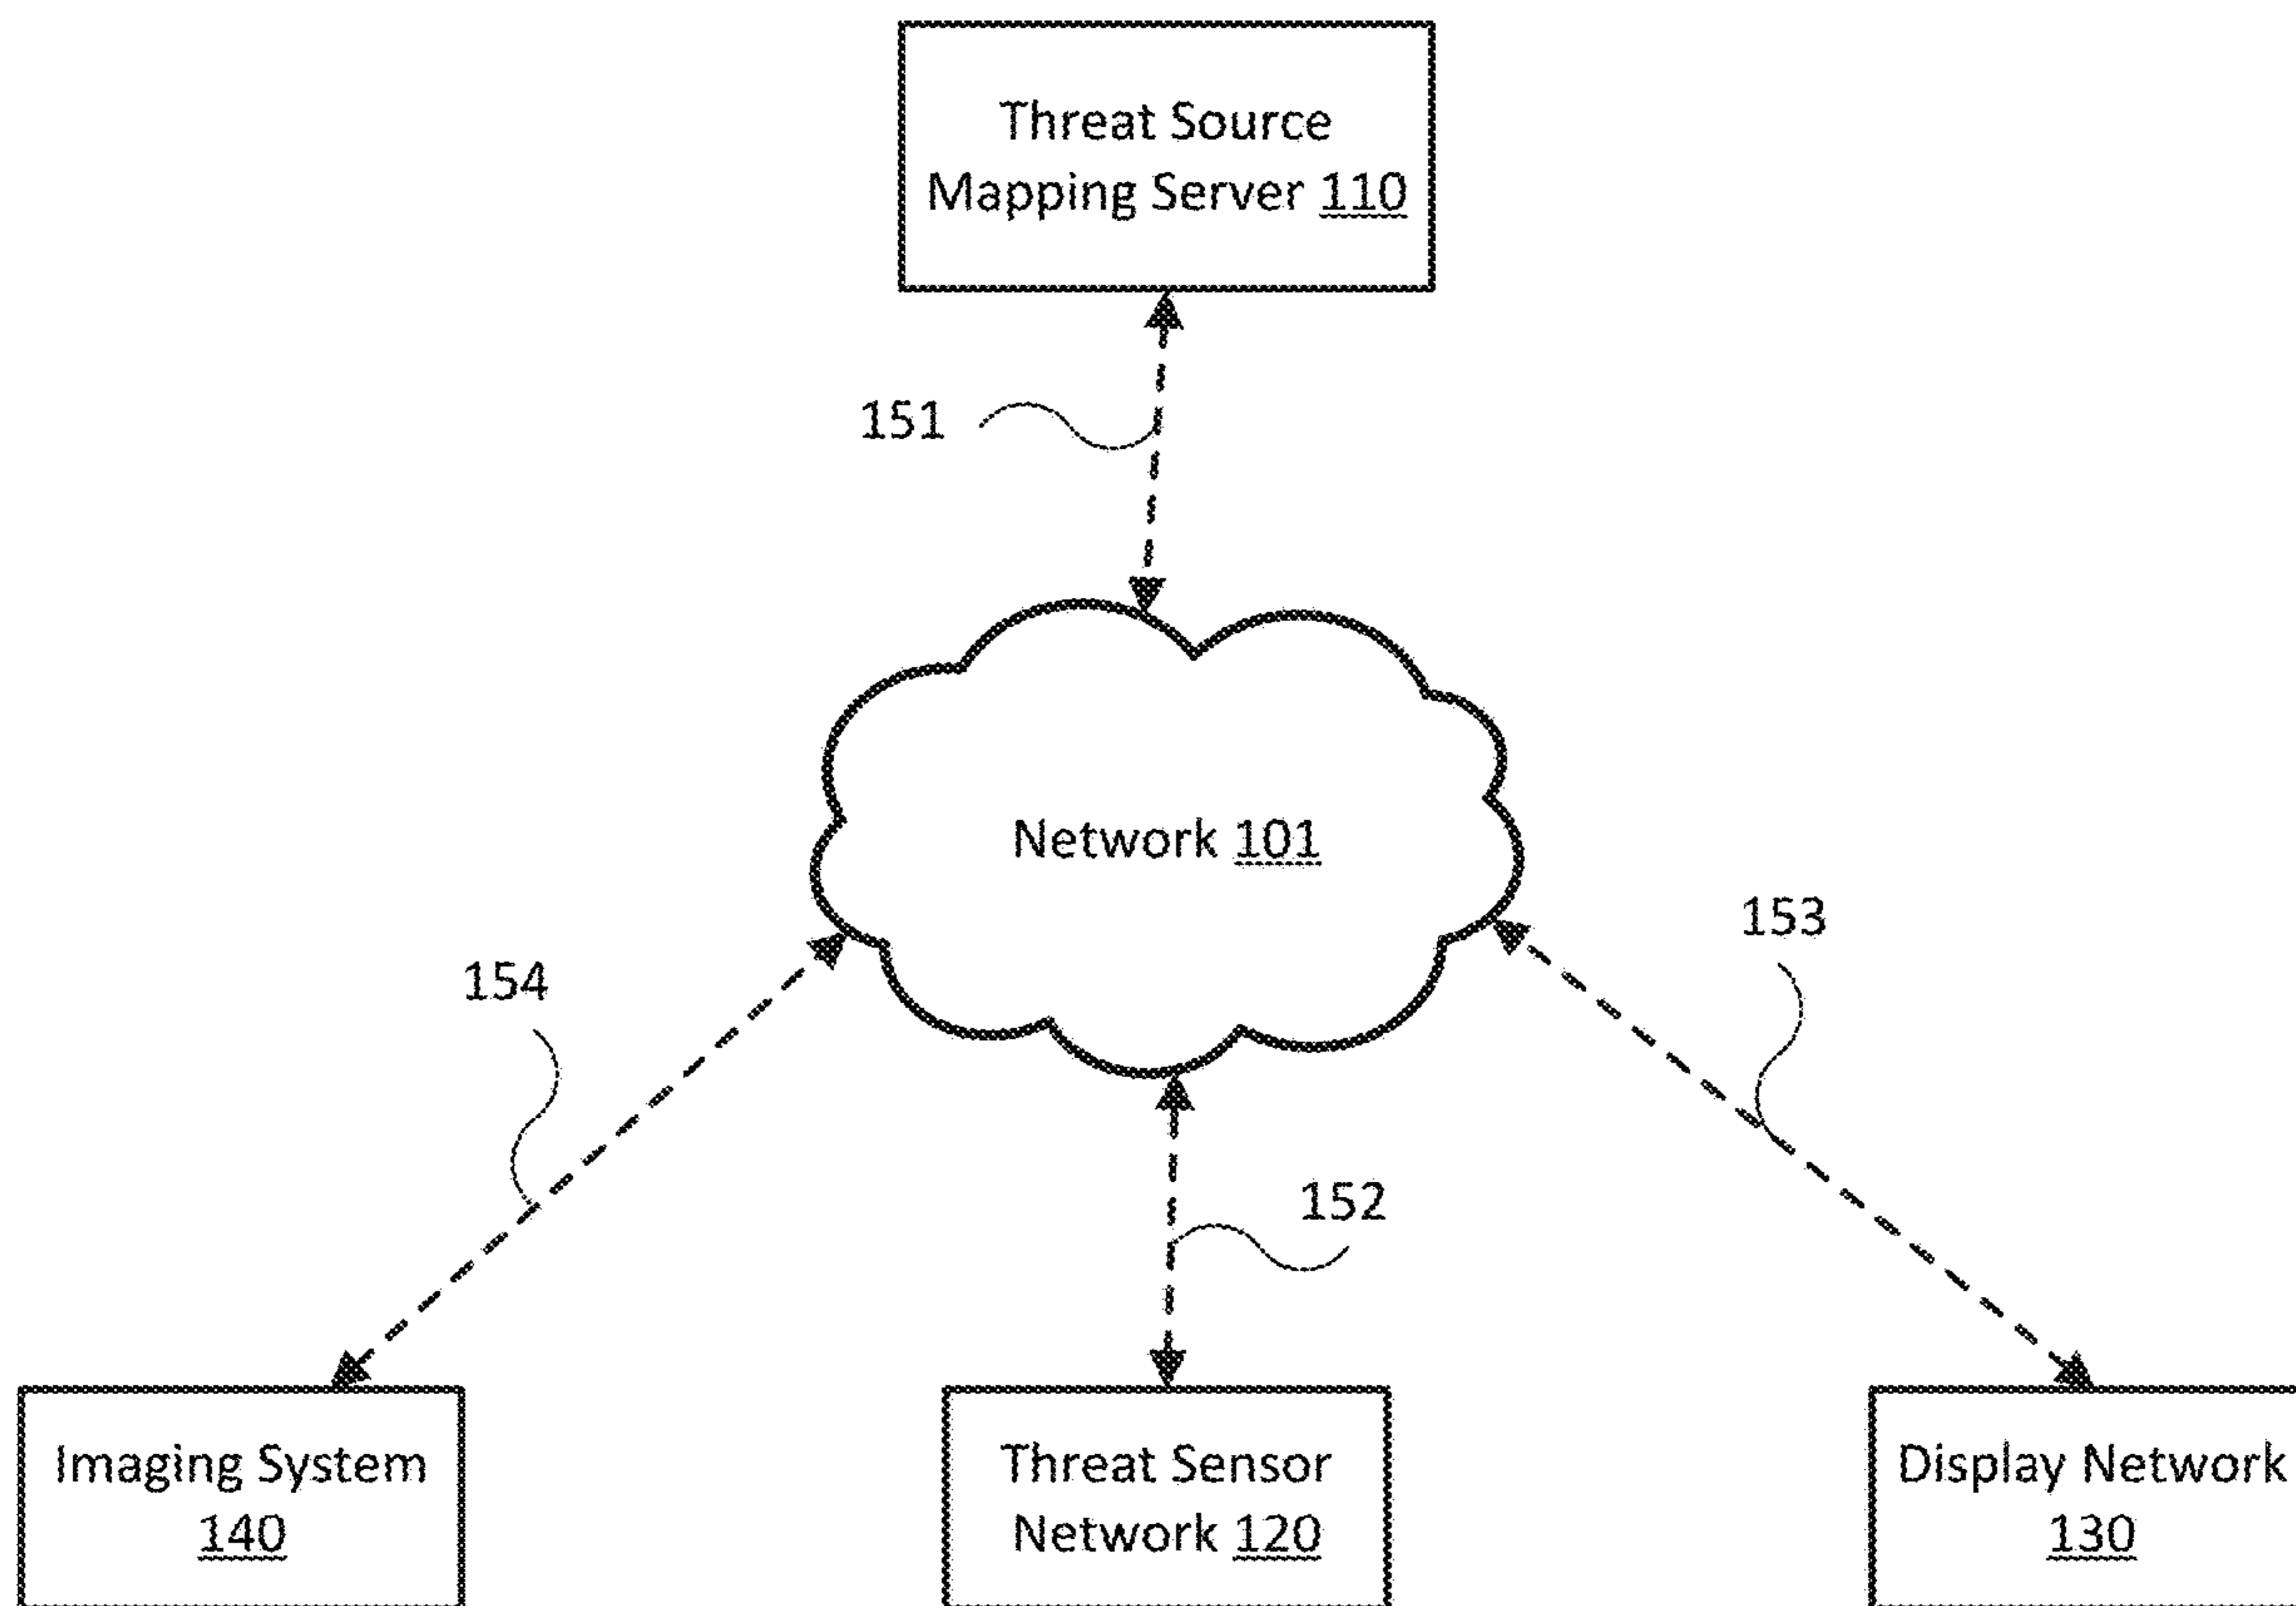 Threat Source
Mapping Server 110
151
Network 101
153
154
152
Imaging System
140
Threat Sensor
Network 120
Display Network
130